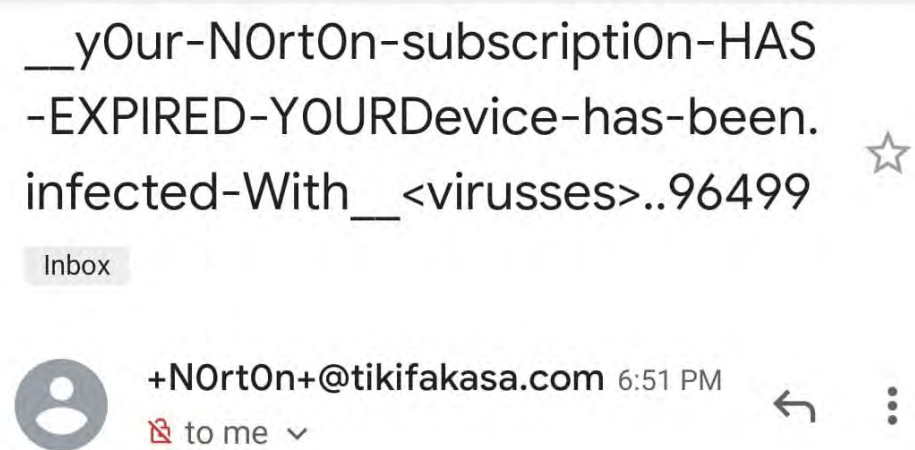 __y0ur-N0rt0n-subscripti0n-HAS
-EXPIRED-Y0URDevice-has-been.
infected-With__<virusses>..96499
Inbox
+N0rt0n+@tikifakasa.com 6:51 PM
to me